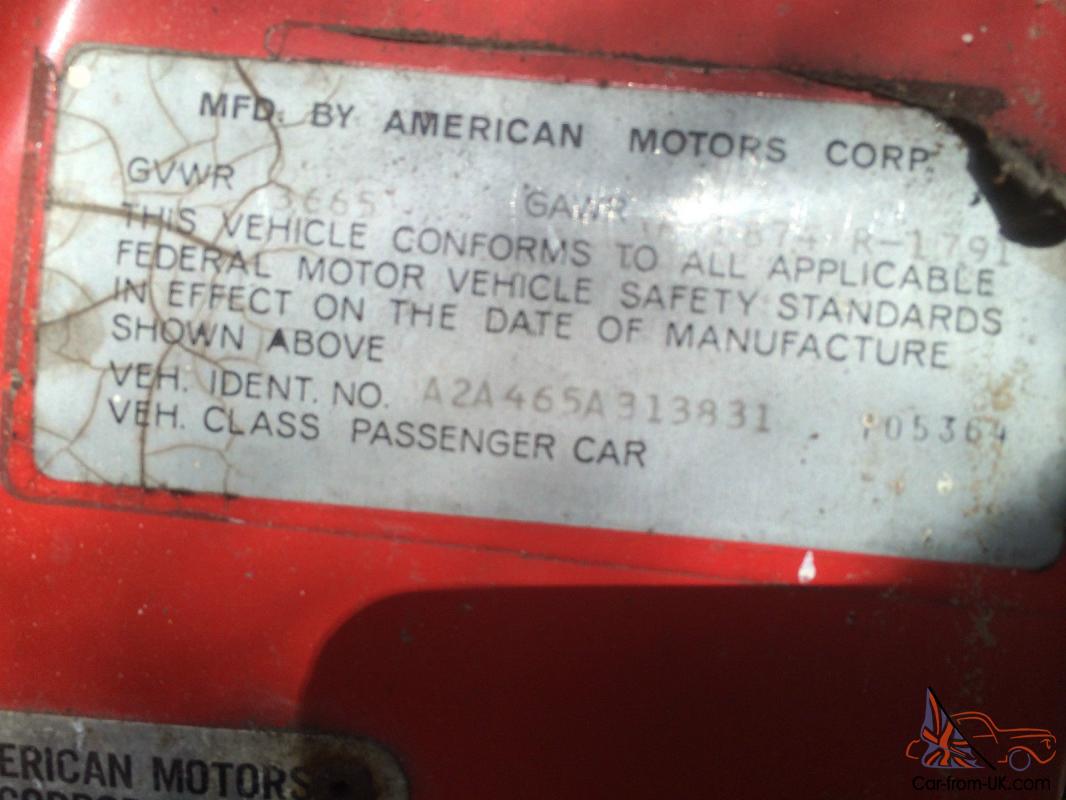 MFD. BY AMERICAN MOTORS CORP.
GVWR 3665 GAWR R-1791
THIS VEHICLE CONFORMS TO ALL APPLICABLE
FEDERAL MOTOR VEHICLE SAFETY STANDARDS
IN EFFECT ON THE DATE OF MANUFACTURE
SHOWN ABOVE
VEH. IDENT. NO. A2A465A313831 P05364
VEH. CLASS PASSENGER CAR
ERICAN MOTORS
Car-from-UK.com